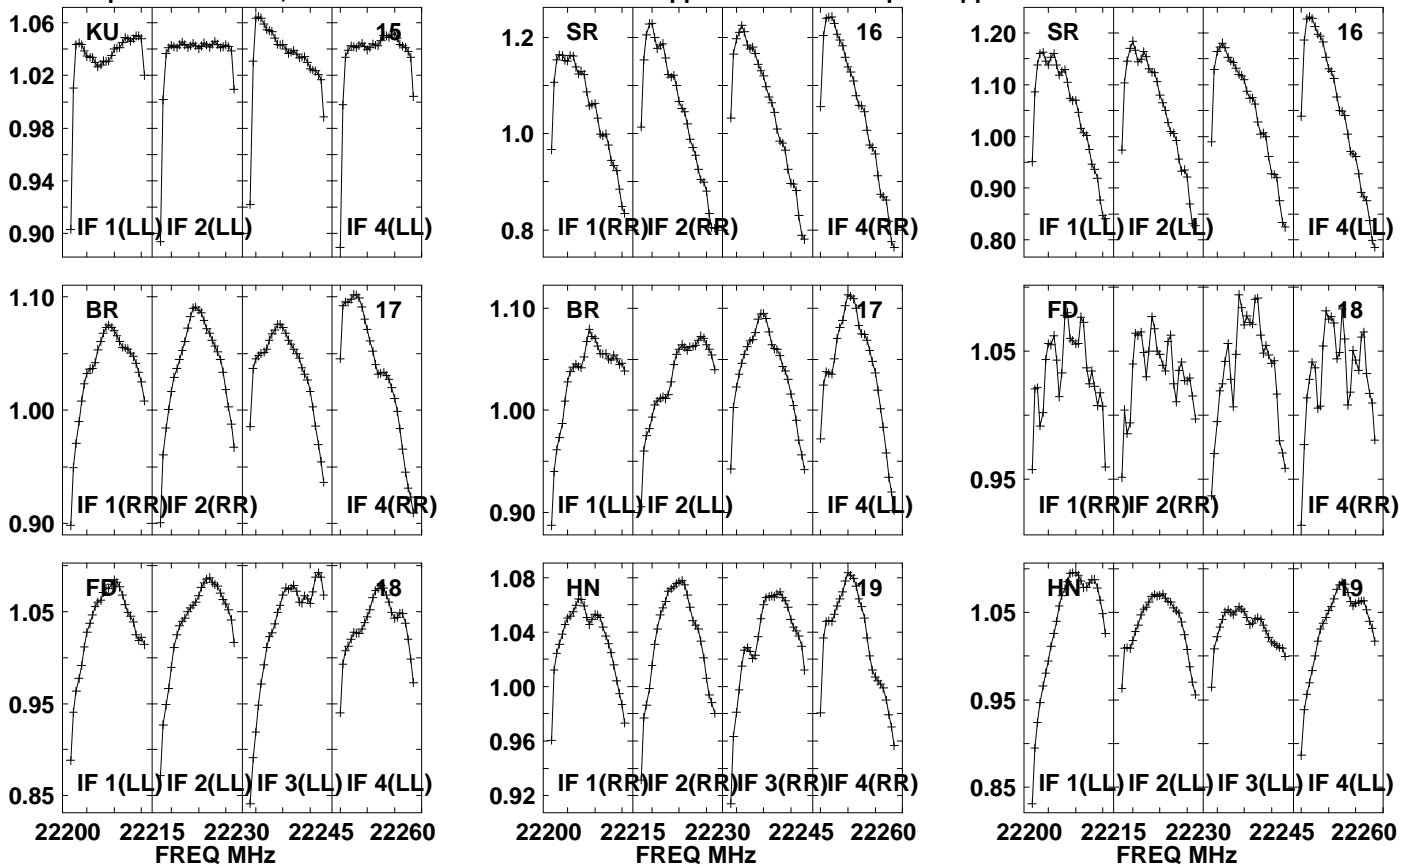 KU 15
1.06
1.02
0.98
0.94
0.90
IF 1(LL) IF 2(LL) IF 4(LL)
SR 16
1.2
1.0
0.8
IF 1(RR) IF 2(RR) IF 4(RR)
SR 16
1.20
1.10
1.00
0.90
0.80
IF 1(LL) IF 2(LL) IF 4(LL)
BR 17
1.10
1.00
0.90
IF 1(RR) IF 2(RR) IF 4(RR)
BR 17
1.10
1.00
0.90
IF 1(LL) IF 2(LL) IF 4(LL)
FD 18
1.05
0.95
IF 1(RR) IF 2(RR) IF 4(RR)
FD 18
1.05
0.95
0.85
IF 1(LL) IF 2(LL) IF 3(LL) IF 4(LL)
22200 22215 22230 22245 22260
FREQ MHz
HN 19
1.08
1.04
1.00
0.96
0.92
IF 1(RR) IF 2(RR) IF 3(RR) IF 4(RR)
22200 22215 22230 22245 22260
FREQ MHz
HN 19
1.05
0.95
0.85
IF 1(LL) IF 2(LL) IF 3(LL) IF 4(LL)
22200 22215 22230 22245 22260
FREQ MHz